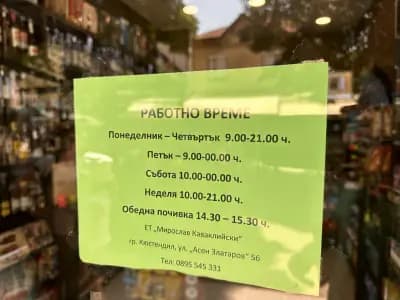 РАБОТНО ВРЕМЕ
Понеделник – Четвъртък 9.00-21.00 ч.
Петък – 9.00-00.00 ч.
Събота 10.00-00.00 ч.
Неделя 10.00-21.00 ч.
Обедна почивка 14.30 – 15.30 ч.
ЕТ „Мирослав Каваклийски"
гр. Кюстендил, ул. „Асен Златаров" 56
Тел: 0895 545 331